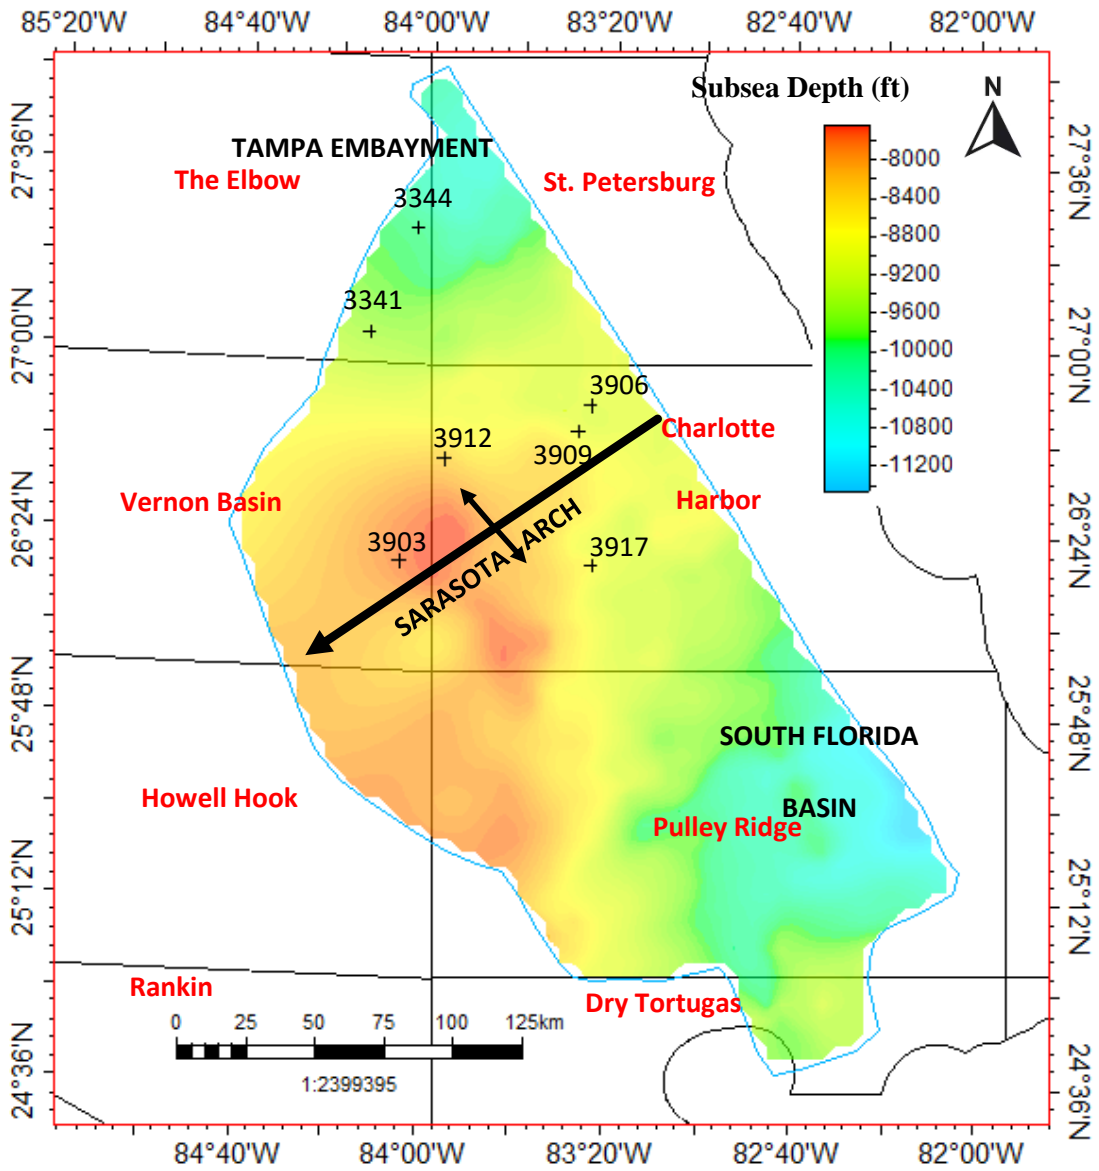 85°20'W 84°40'W 84°00'W 83°20'W 82°40'W 82°00'W
Subsea Depth (ft)
N
-8000
-8400
-8800
-9200
-9600
-10000
-10400
-10800
-11200
27°36'N
27°00'N
26°24'N
25°48'N
25°12'N
24°36'N
TAMPA EMBAYMENT
The Elbow
St. Petersburg
3344
3341
3906
3912
3909
Charlotte
Harbor
Vernon Basin
3903
3917
SARASOTA ARCH
SOUTH FLORIDA
BASIN
Howell Hook
Pulley Ridge
Rankin
Dry Tortugas
0 25 50 75 100 125km
1:2399395
27°36'N
27°00'N
26°24'N
25°48'N
25°12'N
24°36'N
84°40'W 84°00'W 83°20'W 82°40'W 82°00'W